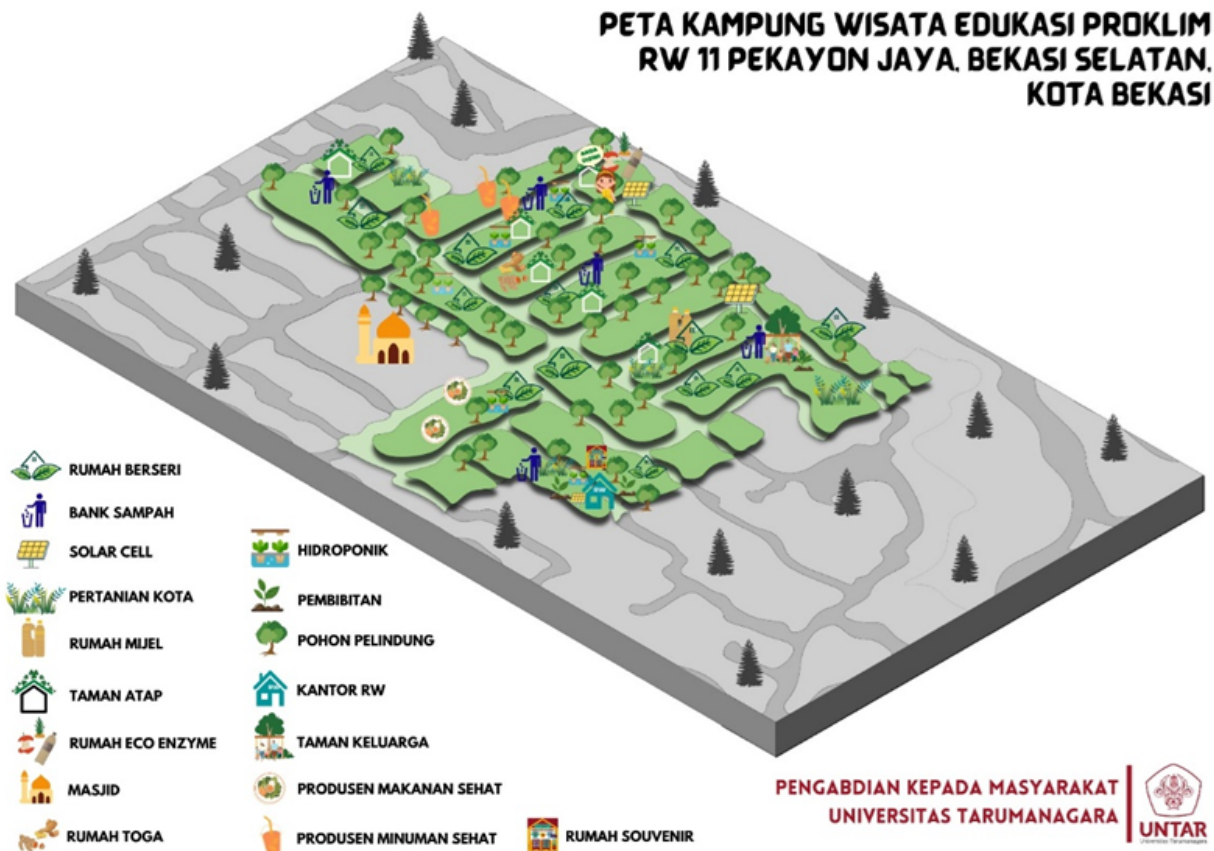 PETA KAMPUNG WISATA EDUKASI PROKLIM
RW 11 PEKAYON JAYA, BEKASI SELATAN,
KOTA BEKASI
RUMAH BERSERI
BANK SAMPAH
SOLAR CELL
PERTANIAN KOTA
RUMAH MIJEL
TAMAN ATAP
RUMAH ECO ENZYME
MASJID
RUMAH TOGA
HIDROPONIK
PEMBIBITAN
POHON PELINDUNG
KANTOR RW
TAMAN KELUARGA
PRODUSEN MAKANAN SEHAT
PRODUSEN MINUMAN SEHAT
RUMAH SOUVENIR
PENGABDIAN KEPADA MASYARAKAT
UNIVERSITAS TARUMANAGARA
UNTAR
Universitas Tarumanagara